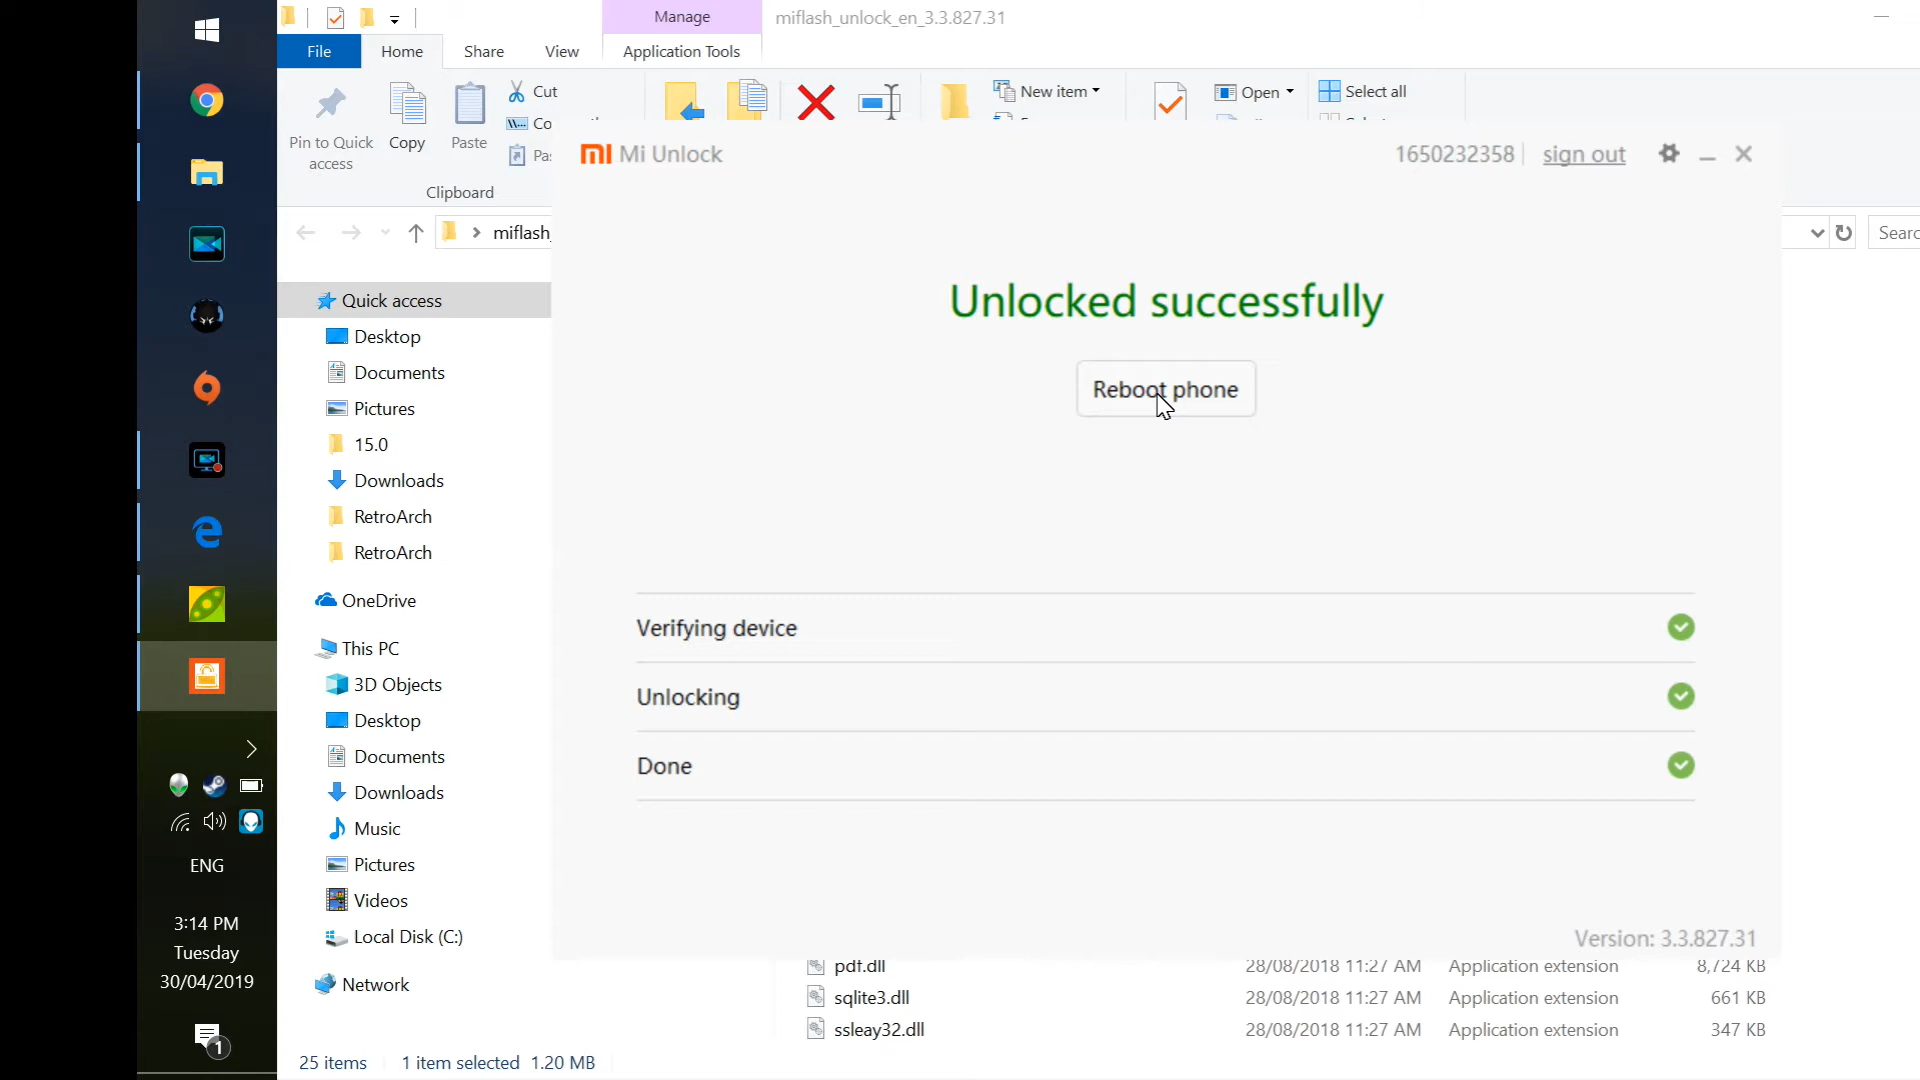 Manage
miflash_unlock_en_3.3.827.31
File
Home
Share
View
Application Tools
Pin to Quick
access
Copy
Paste
Cut
Co
Pas
New item
Open
Select all
Clipboard
mi Mi Unlock
1650232358
sign out
miflash_
Searc
Unlocked successfully
Reboot phone
Quick access
Desktop
Documents
Pictures
15.0
Downloads
RetroArch
RetroArch
OneDrive
This PC
3D Objects
Desktop
Documents
Downloads
Music
Pictures
Videos
Local Disk (C:)
Network
Verifying device
Unlocking
Done
Version: 3.3.827.31
pdf.dll 28/08/2018 11:27 AM Application extension 8,724 KB
sqlite3.dll 28/08/2018 11:27 AM Application extension 661 KB
ssleay32.dll 28/08/2018 11:27 AM Application extension 347 KB
25 items 1 item selected 1.20 MB
ENG
3:14 PM
Tuesday
30/04/2019
1